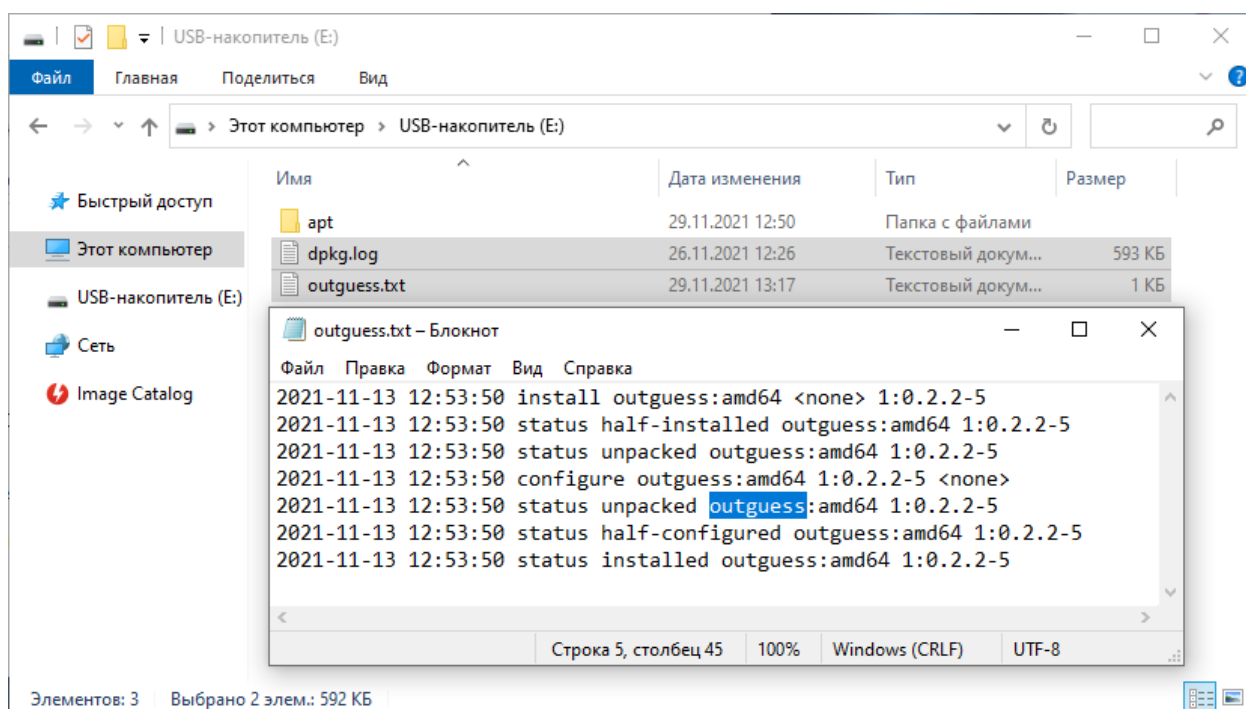 USB-накопитель (E:)
Файл Главная Поделиться Вид
Этот компьютер › USB-накопитель (E:)
Имя Дата изменения Тип Размер
Быстрый доступ
Этот компьютер
USB-накопитель (E:)
Сеть
Image Catalog
apt 29.11.2021 12:50 Папка с файлами
dpkg.log 26.11.2021 12:26 Текстовый докум... 593 КБ
outguess.txt 29.11.2021 13:17 Текстовый докум... 1 КБ
outguess.txt – Блокнот
Файл Правка Формат Вид Справка
2021-11-13 12:53:50 install outguess:amd64 <none> 1:0.2.2-5
2021-11-13 12:53:50 status half-installed outguess:amd64 1:0.2.2-5
2021-11-13 12:53:50 status unpacked outguess:amd64 1:0.2.2-5
2021-11-13 12:53:50 configure outguess:amd64 1:0.2.2-5 <none>
2021-11-13 12:53:50 status unpacked outguess:amd64 1:0.2.2-5
2021-11-13 12:53:50 status half-configured outguess:amd64 1:0.2.2-5
2021-11-13 12:53:50 status installed outguess:amd64 1:0.2.2-5
Строка 5, столбец 45 100% Windows (CRLF) UTF-8
Элементов: 3 Выбрано 2 элем.: 592 КБ